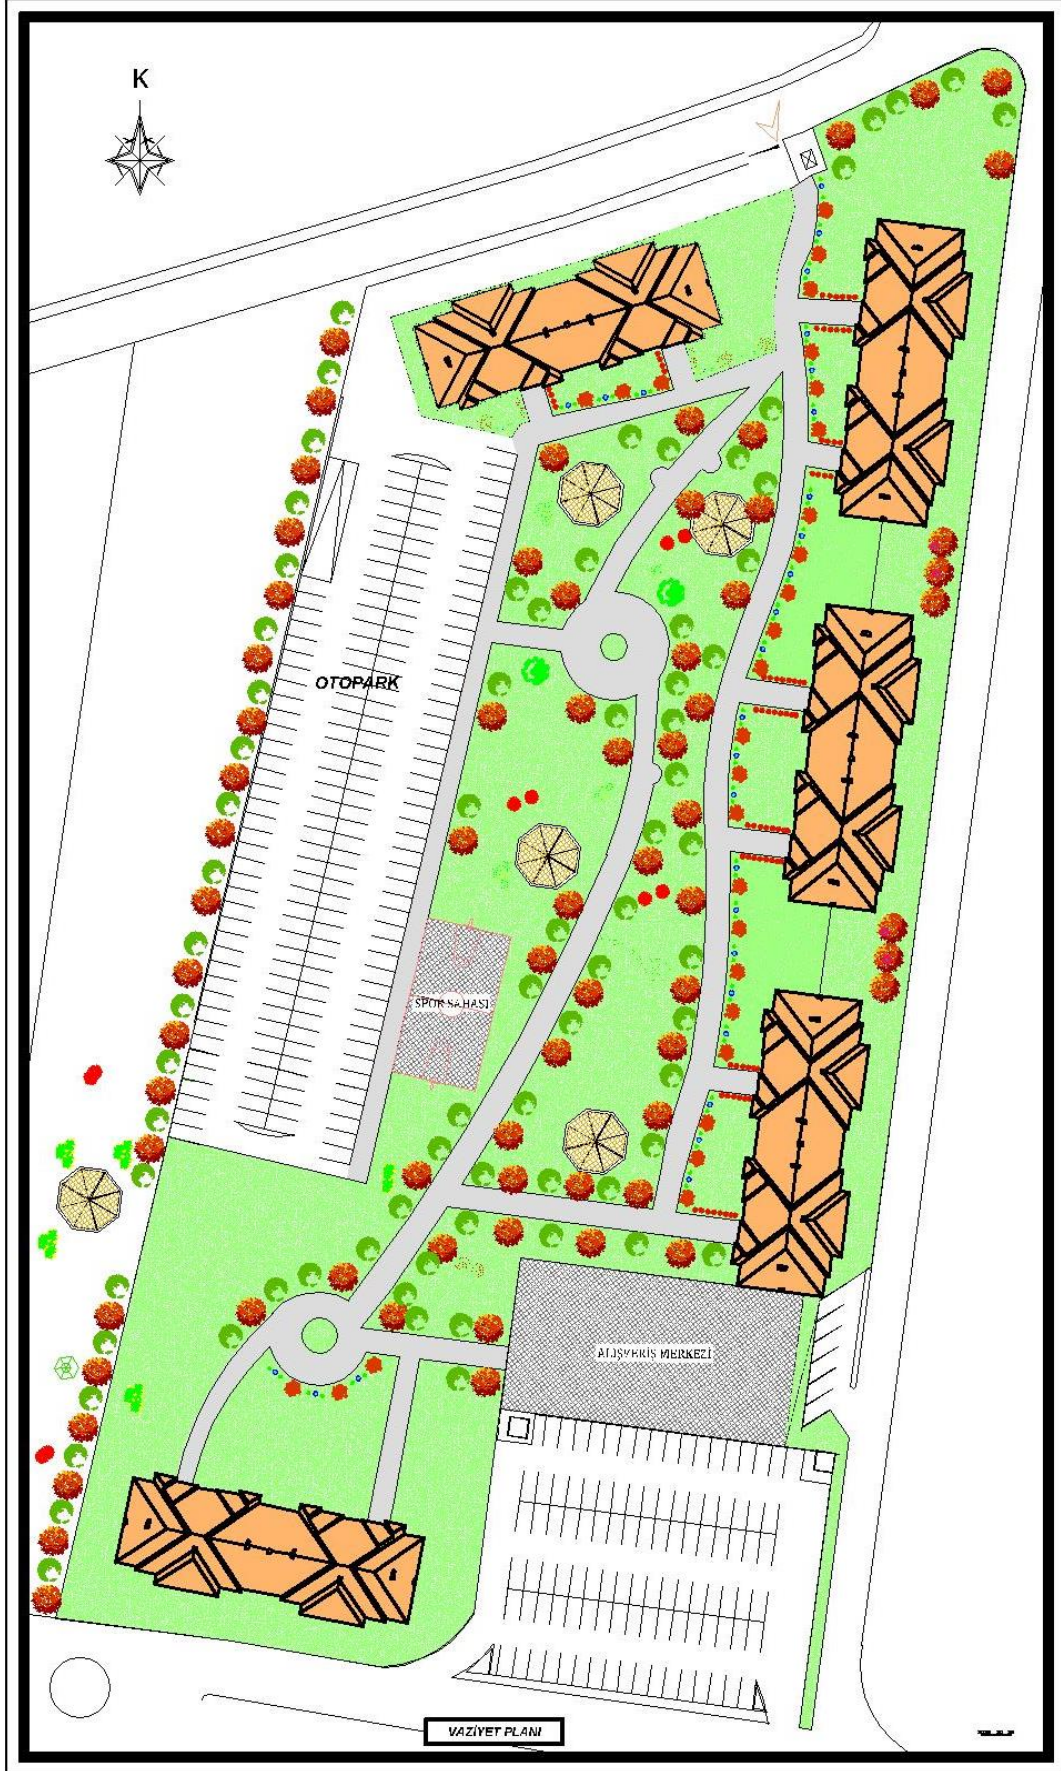 K
OTOPARK
SPOR SAHASI
ALIŞVERİŞ MERKEZİ
VAZİYET PLANI